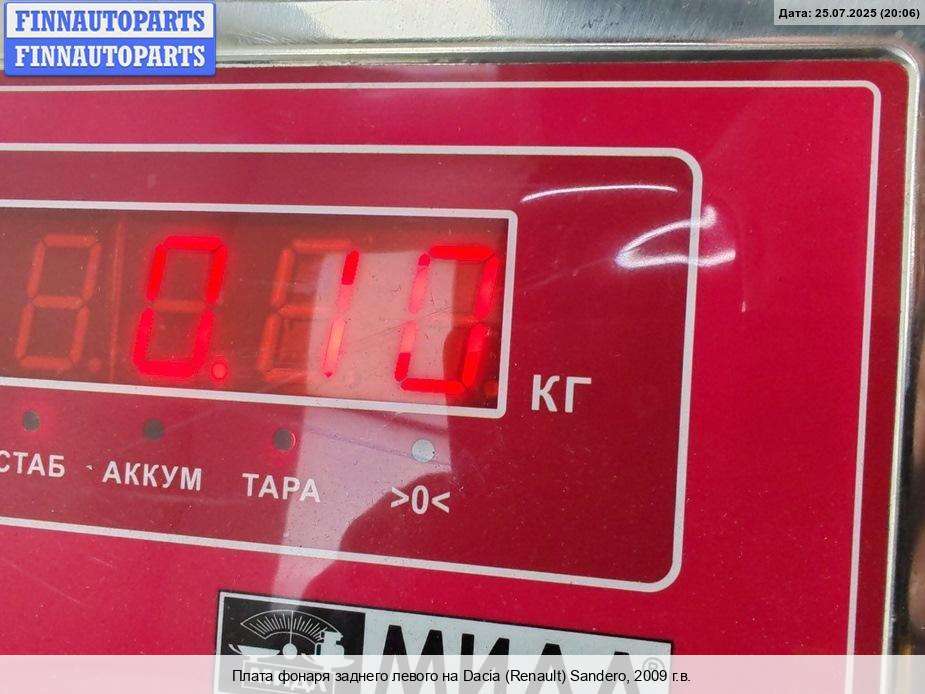 FINNAUTOPARTS
FINNAUTOPARTS
Дата: 25.07.2025 (20:06)
0.10
КГ
СТАБ АККУМ ТАРА >0<
Плата фонаря заднего левого на Dacia (Renault) Sandero, 2009 г.в.